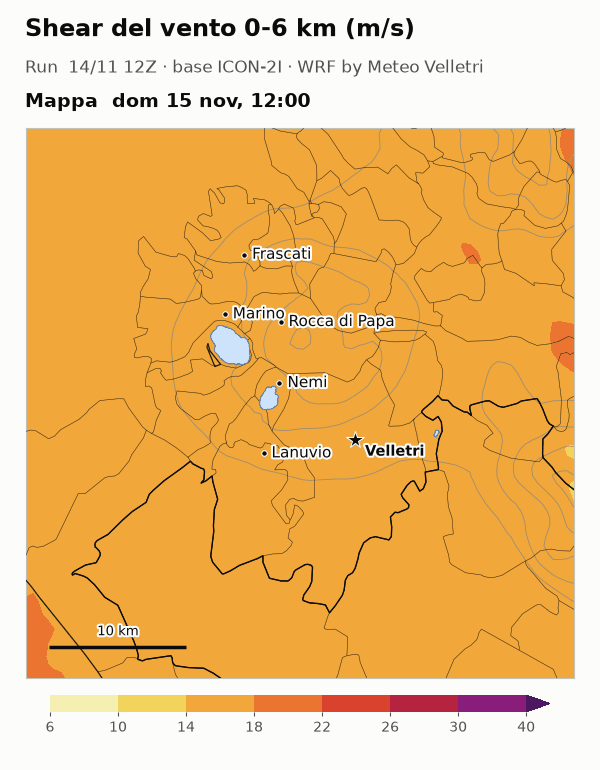 Shear del vento 0-6 km (m/s)
Run  14/11 12Z · base ICON-2I · WRF by Meteo Velletri
Mappa  dom 15 nov, 12:00
Frascati
Marino
Rocca di Papa
Nemi
Velletri
Lanuvio
10 km
6 10 14 18 22 26 30 40